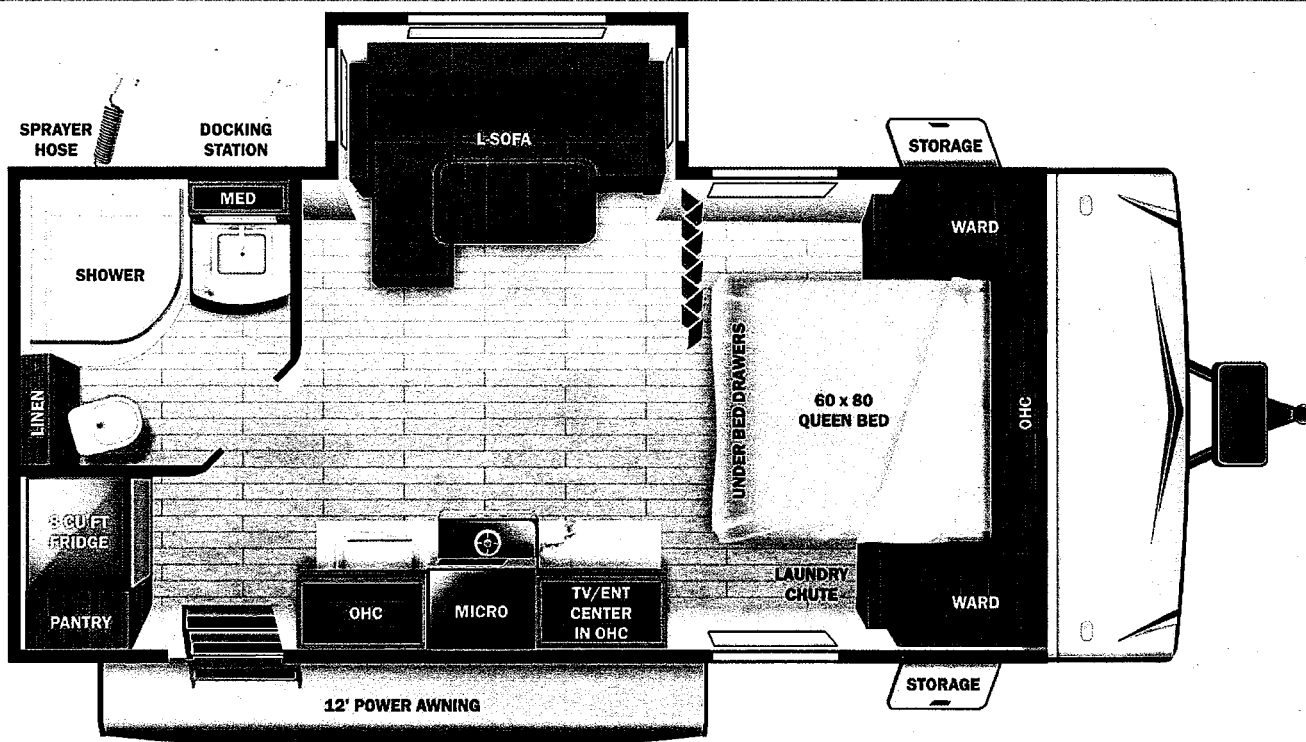 SPRAYER
HOSE
DOCKING
STATION
L-SOFA
STORAGE
MED
WARD
SHOWER
LINEN
UNDER BED DRAWERS
60 x 80
QUEEN BED
OHC
8 CU FT
FRIDGE
PANTRY
OHC
MICRO
TV/ENT
CENTER
IN OHC
LAUNDRY
CHUTE
WARD
STORAGE
12' POWER AWNING